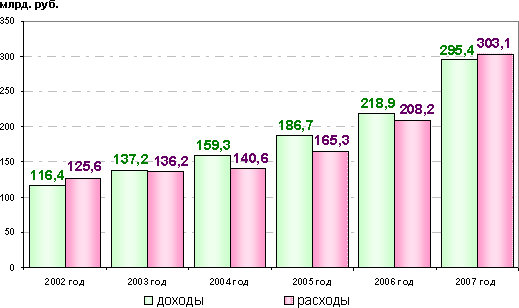 млрд. руб.
350
300
250
200
150
100
50
0
116,4
125,6
137,2
136,2
159,3
140,6
186,7
165,3
218,9
208,2
295,4
303,1
2002 год
2003 год
2004 год
2005 год
2006 год
2007 год
доходы
расходы